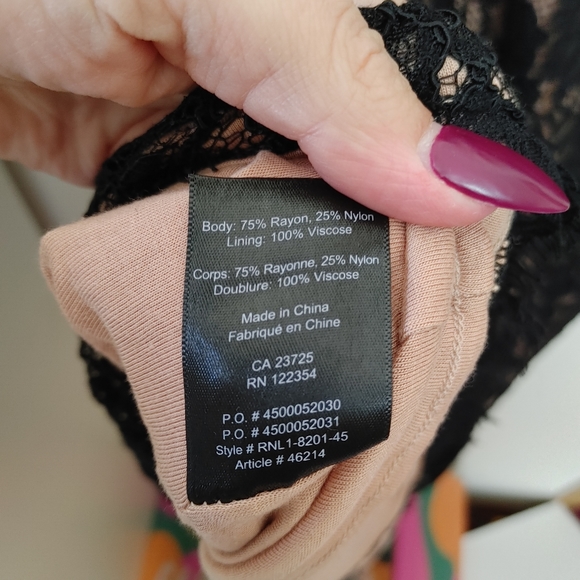 Body: 75% Rayon, 25% Nylon
Lining: 100% Viscose
Corps: 75% Rayonne, 25% Nylon
Doublure: 100% Viscose
Made in China
Fabriqué en Chine
CA 23725
RN 122354
P.O. # 4500052030
P.O. # 4500052031
Style # RNL1-8201-45
Article # 46214